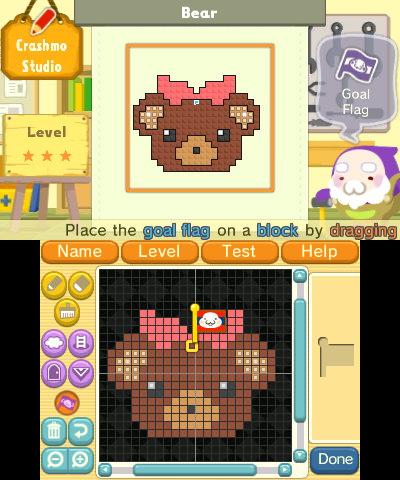 Bear
Crashmo
Studio
Goal
Flag
Level
Place the goal flag on a block by dragging
Name
Level
Test
Help
Done